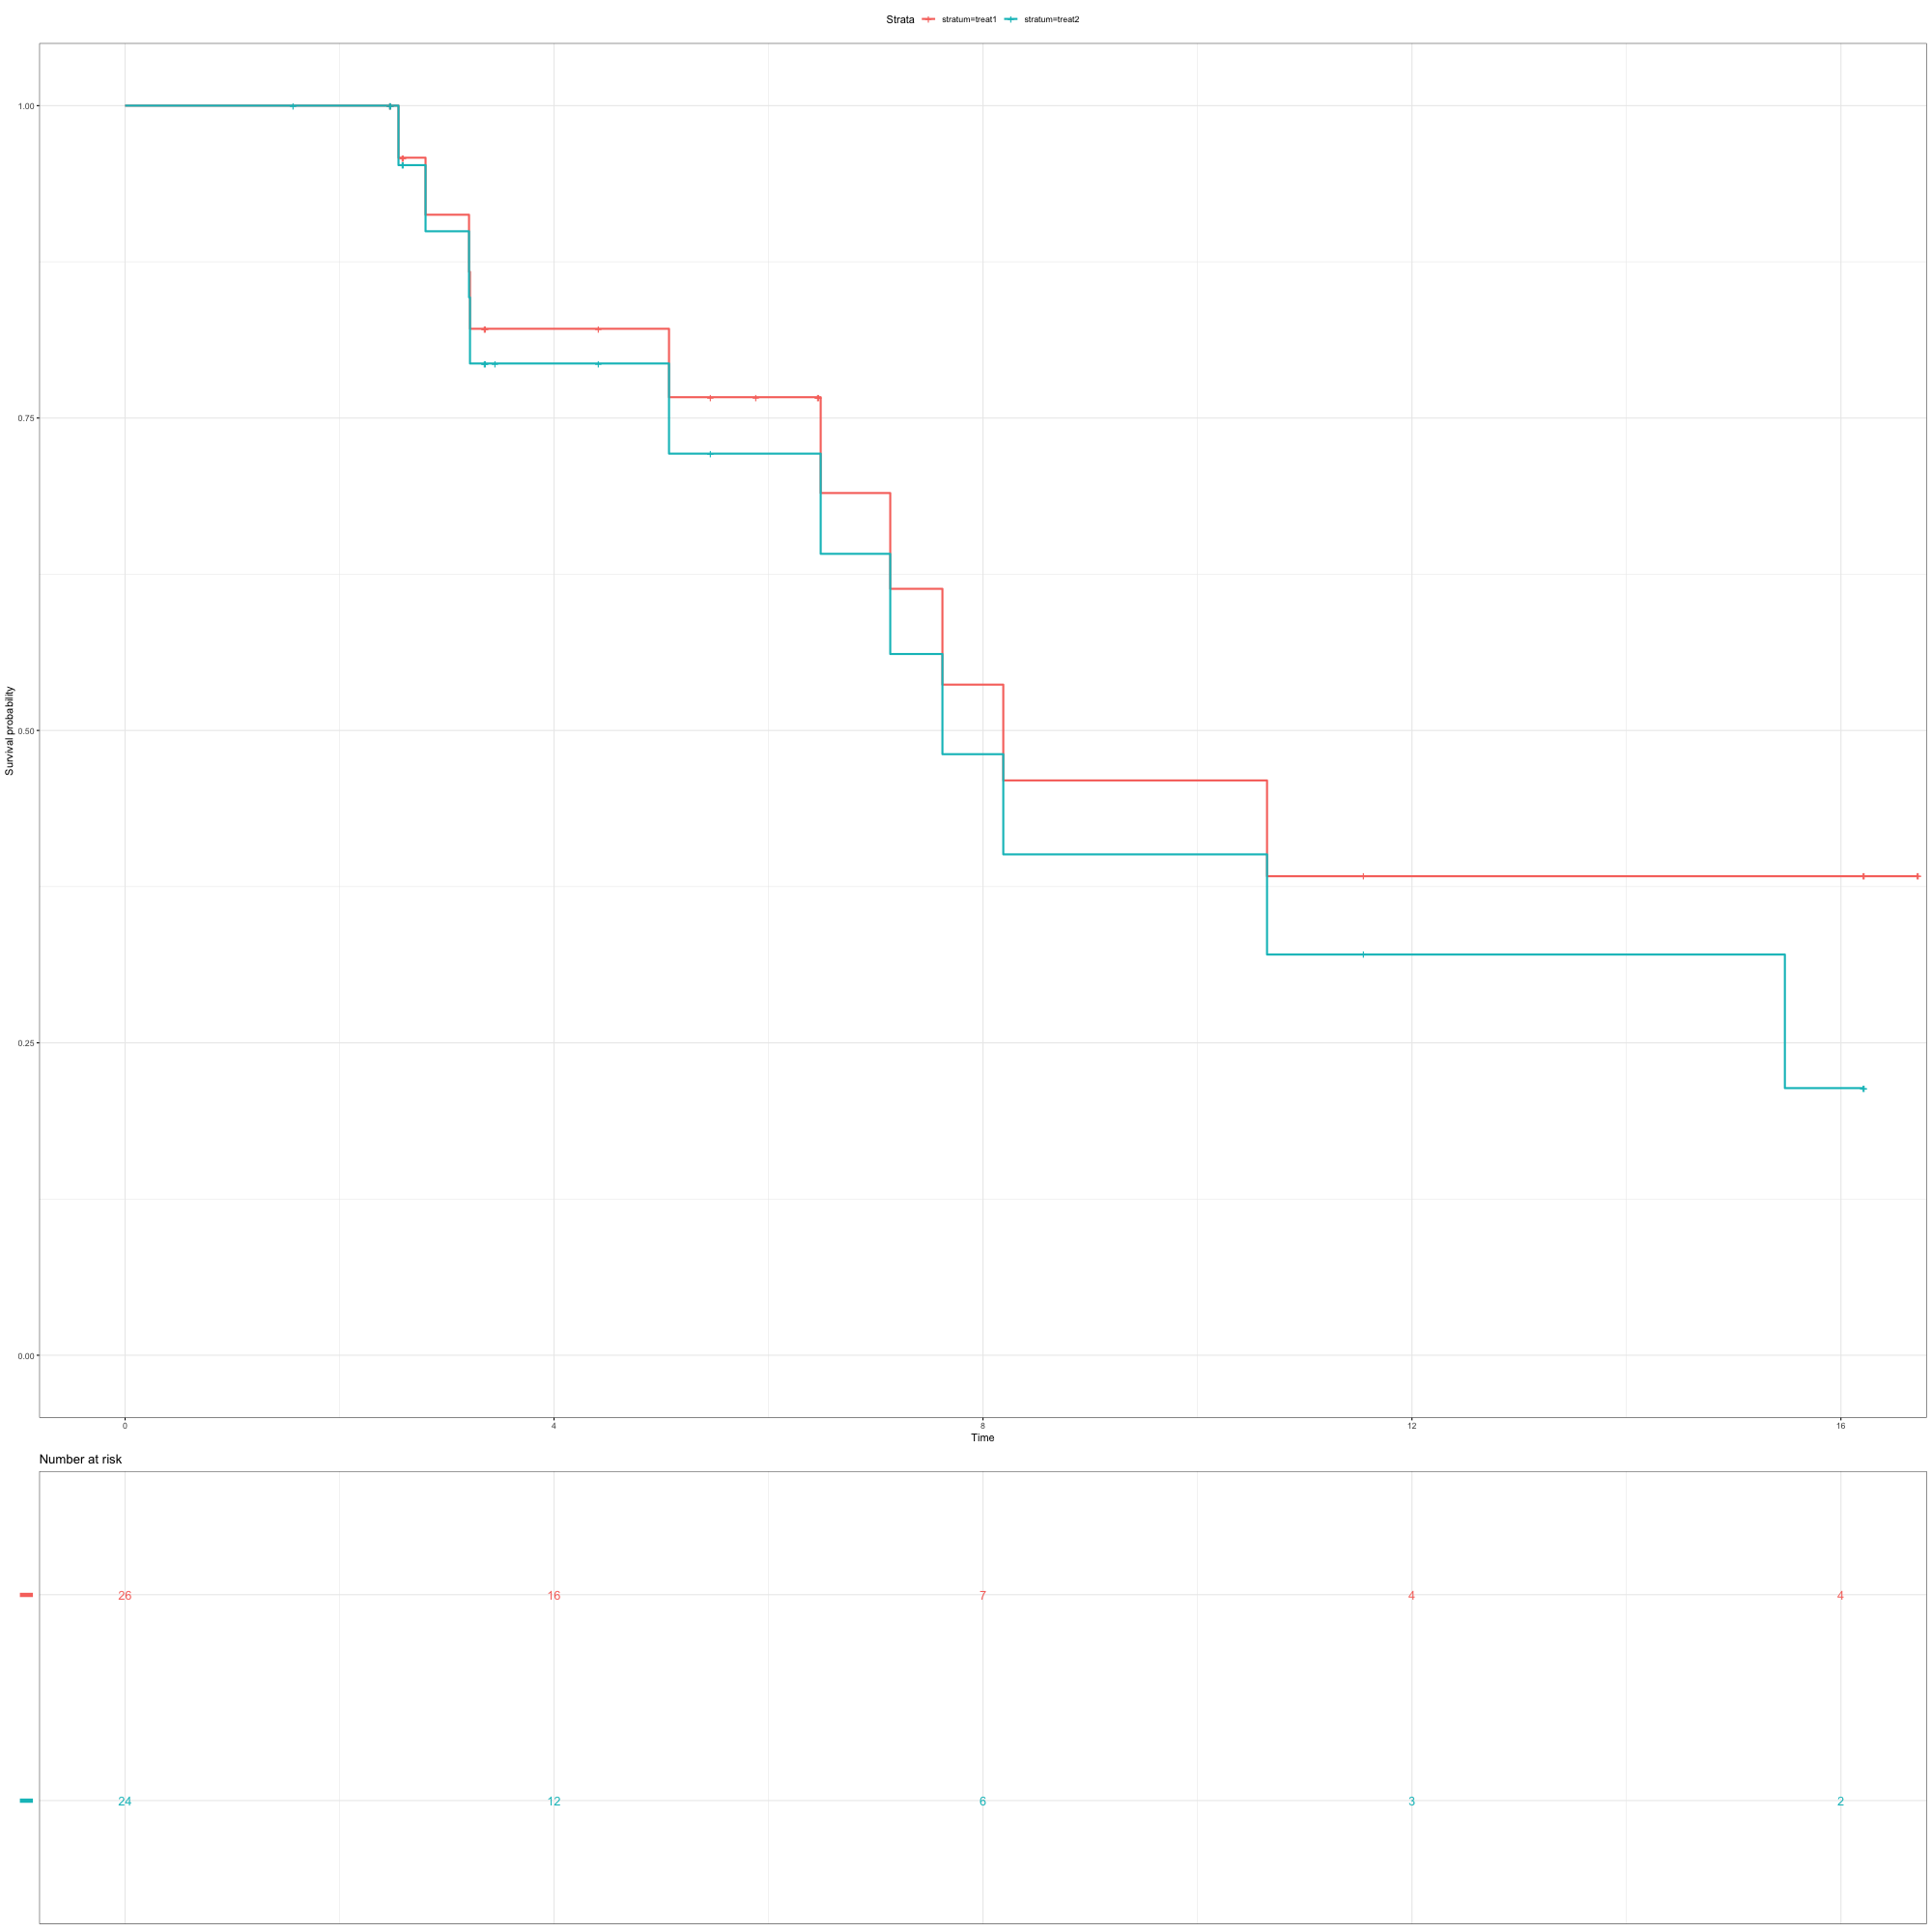 Strata stratum=treat1 stratum=treat2
1.00
0.75
0.50
0.25
0.00
Survival probability
0 4 8 12 16
Time
Number at risk
26 16 7 4 4
24 12 6 3 2